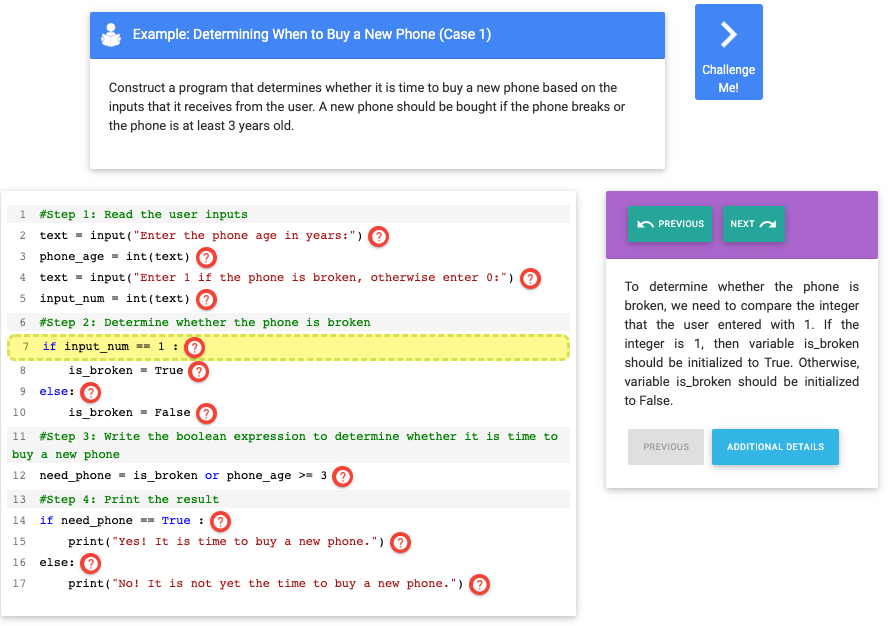 Example: Determining When to Buy a New Phone (Case 1)
Challenge
Me!
Construct a program that determines whether it is time to buy a new phone based on the
inputs that it receives from the user. A new phone should be bought if the phone breaks or
the phone is at least 3 years old.
1 #Step 1: Read the user inputs
2 text = input("Enter the phone age in years:") ?
3 phone_age = int(text) ?
4 text = input("Enter 1 if the phone is broken, otherwise enter 0:") ?
5 input_num = int(text) ?
6 #Step 2: Determine whether the phone is broken
7 if input_num == 1 : ?
8 is_broken = True ?
9 else: ?
10 is_broken = False ?
11 #Step 3: Write the boolean expression to determine whether it is time to
buy a new phone
12 need_phone = is_broken or phone_age >= 3 ?
13 #Step 4: Print the result
14 if need_phone == True : ?
15 print("Yes! It is time to buy a new phone.") ?
16 else: ?
17 print("No! It is not yet the time to buy a new phone.") ?
PREVIOUS NEXT
To determine whether the phone is
broken, we need to compare the integer
that the user entered with 1. If the
integer is 1, then variable is_broken
should be initialized to True. Otherwise,
variable is_broken should be initialized
to False.
PREVIOUS ADDITIONAL DETAILS